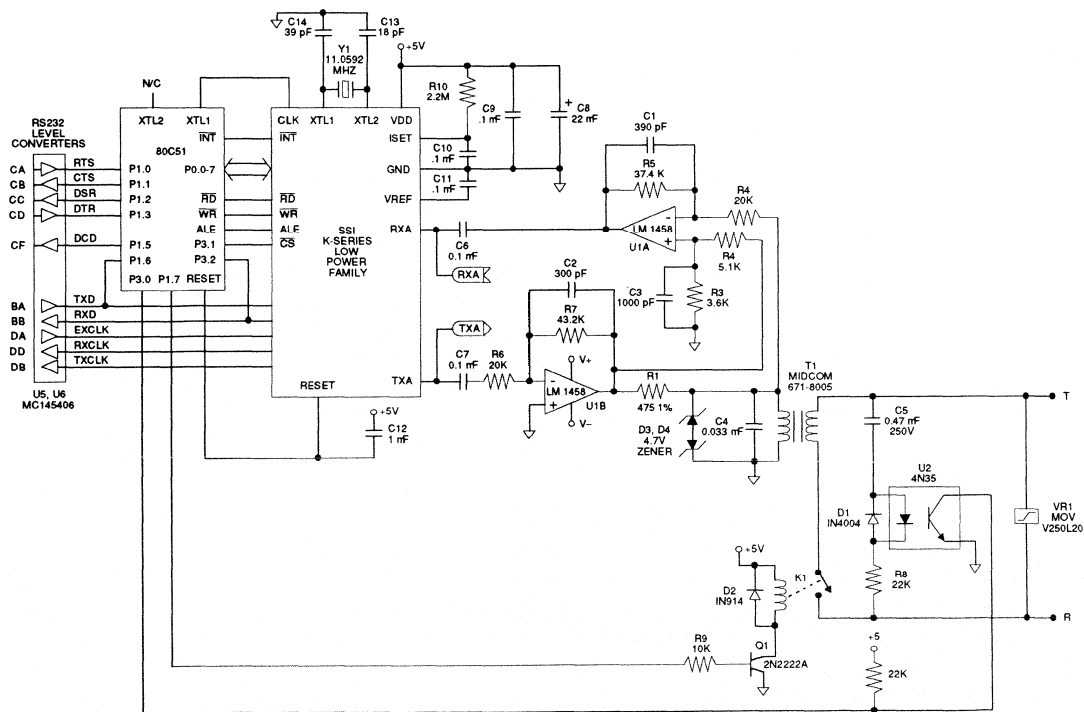 C14
39 pF
C13
18 pF
Y1
11.0592
MHZ
+5V
R10
2.2M
C9
.1 mF
+
C8
22 mF
N/C
XTL2
XTL1
80C51
INT
P1.0
P0.0-7
P1.1
P1.2
RD
P1.3
WR
ALE
P1.5
P3.1
P1.6
P3.2
P3.0
P1.7
RESET
RS232
LEVEL
CONVERTERS
CA
RTS
CB
CTS
CC
DSR
CD
DTR
CF
DCD
BA
TXD
BB
RXD
DA
EXCLK
DD
RXCLK
DB
TXCLK
U5, U6
MC145406
CLK
XTL1
XTL2
VDD
INT
ISET
GND
RD
WR
VREF
ALE
CS
RXA
SSI
K-SERIES
LOW
POWER
FAMILY
TXA
RESET
C10
.1 mF
C11
.1 mF
C6
0.1 mF
RXA
TXA
C7
0.1 mF
R6
20K
+5V
C12
1 mF
C1
390 pF
R5
37.4 K
-
LM 1458
+
U1A
R4
20K
R4
5.1K
C3
1000 pF
R3
3.6K
C2
300 pF
R7
43.2K
V+
-
LM 1458
+
U1B
V−
R1
475 1%
D3, D4
4.7V
ZENER
C4
0.033 mF
T1
MIDCOM
671-8005
T
C5
0.47 mF
250V
U2
4N35
D1
IN4004
VR1
MOV
V250L20
R8
22K
R
+5V
D2
IN914
K1
R9
10K
Q1
2N2222A
+5
22K